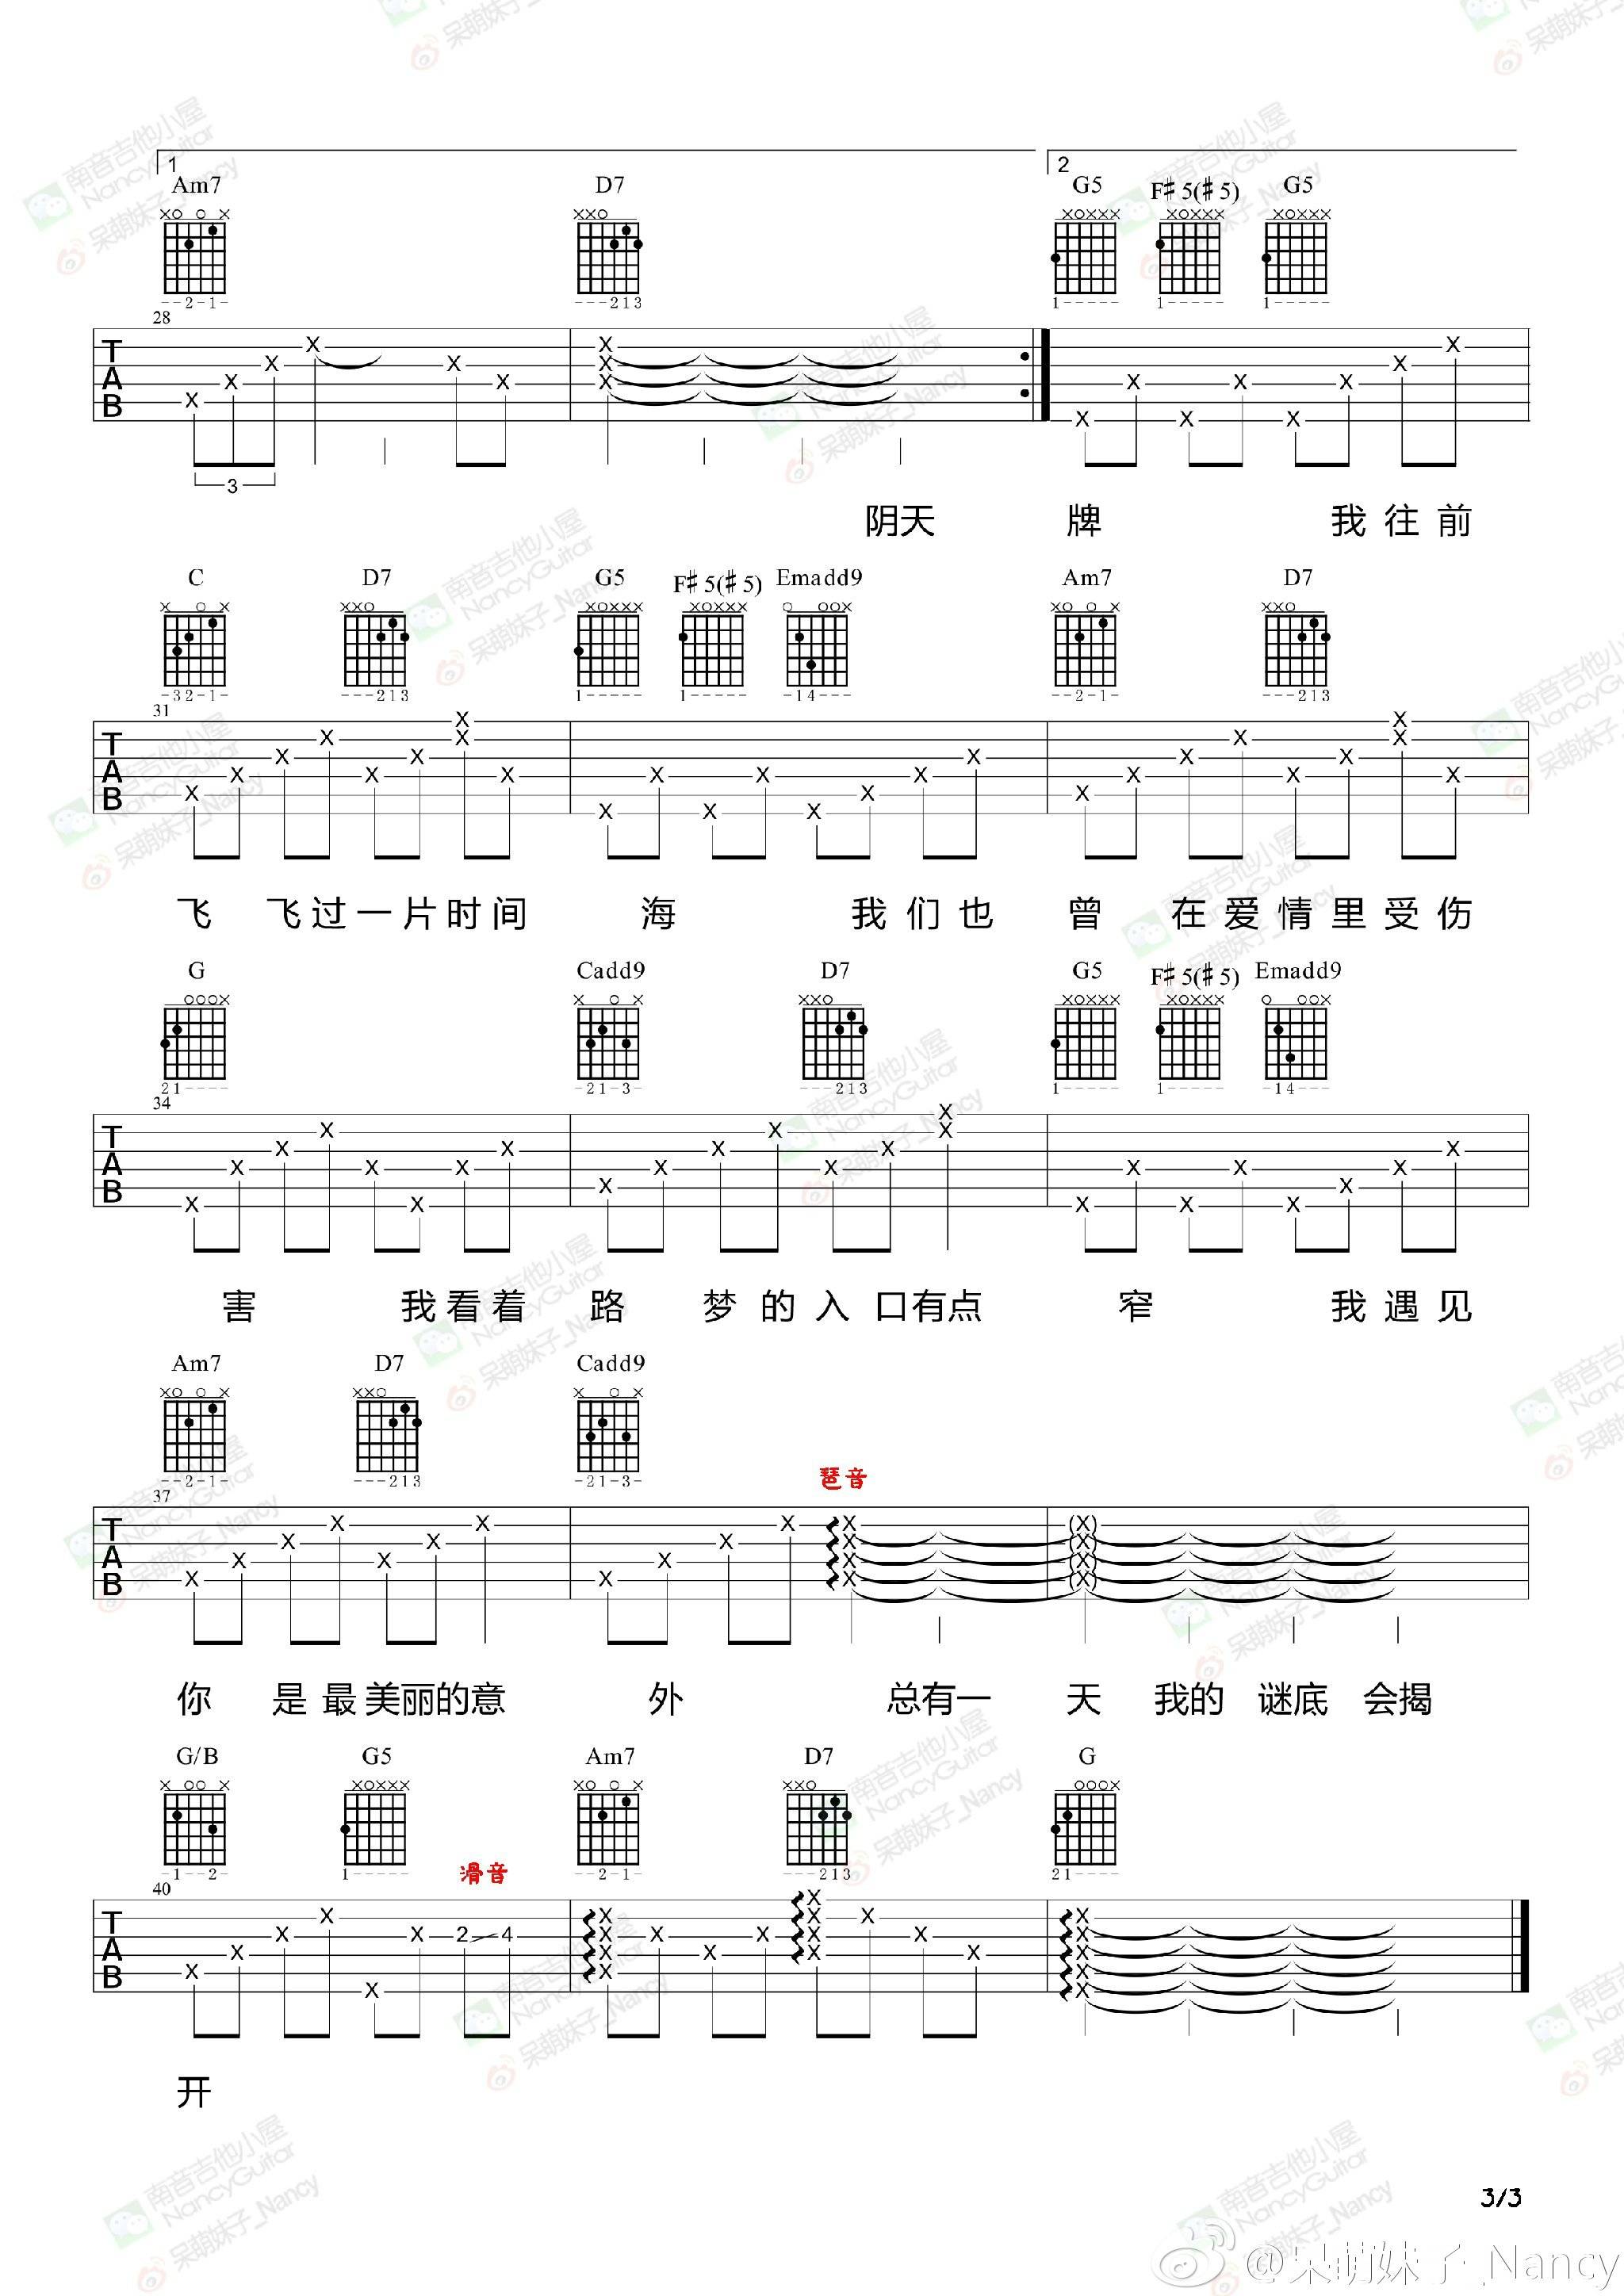 1 2
Am7 D7 G5 F♯5(♯5) G5
--2-1- ---213 1----- 1----- 1-----
28
T A B
3
阴天 牌 我 往 前
C D7 G5 F♯5(♯5) Emadd9 Am7 D7
-32-1- ---213 1----- 1----- -14--- --2-1- ---213
31
T A B
飞 飞 过 一 片 时 间 海 我 们 也 曾 在 爱 情 里 受 伤
G Cadd9 D7 G5 F♯5(♯5) Emadd9
21---- -21-3- ---213 1----- 1----- -14---
34
T A B
害 我 看 着 路 梦 的 入 口 有 点 窄 我 遇 见
Am7 D7 Cadd9
--2-1- ---213 -21-3-
琶音
37
T A B
你 是 最 美丽的意 外 总有一 天 我的 谜底 会揭
G/B G5 Am7 D7 G
-1--2- 1----- --2-1- ---213 21----
滑音
40
T A B
2 4
开
3/3
南音吉他小屋
NancyGuitar
呆萌妹子_Nancy
@呆萌妹子_Nancy